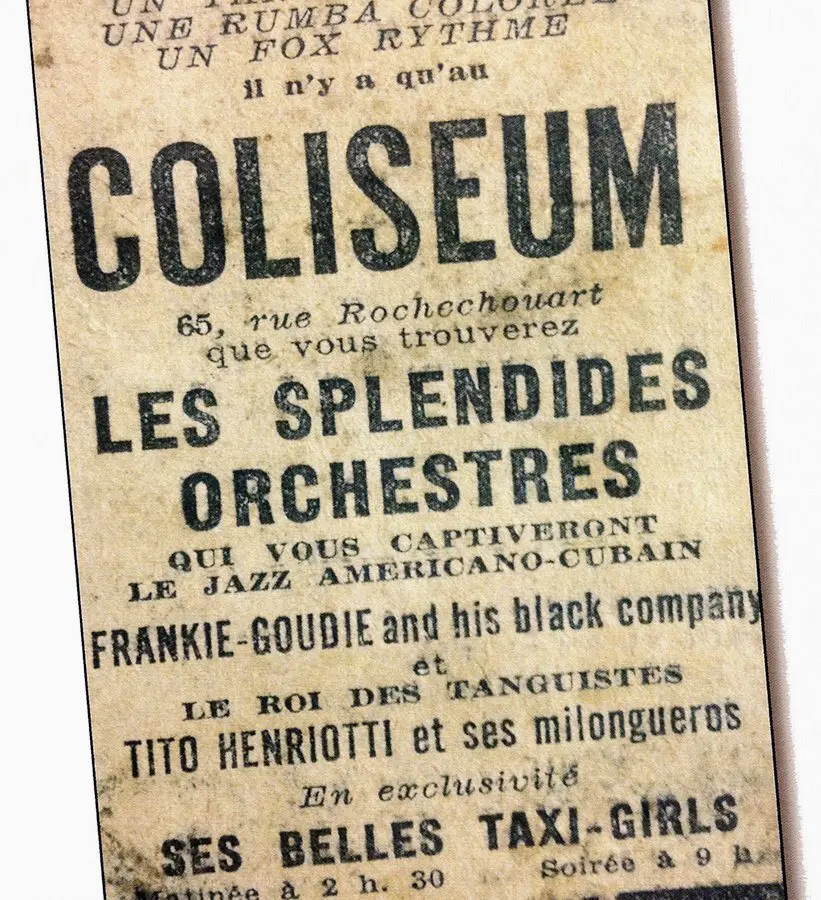 UN
UNE RUMBA COLOREE
UN FOX RYTHME
il n'y a qu'au
COLISEUM
65, rue Rochechouart
que vous trouverez
LES SPLENDIDES
ORCHESTRES
QUI VOUS CAPTIVERONT
LE JAZZ AMERICANO-CUBAIN
FRANKIE-GOUDIE and his black company
et
LE ROI DES TANGUISTES
TITO HENRIOTTI et ses milongueros
En exclusivité
SES BELLES TAXI-GIRLS
Matinée à 2 h. 30 Soirée à 9 h.